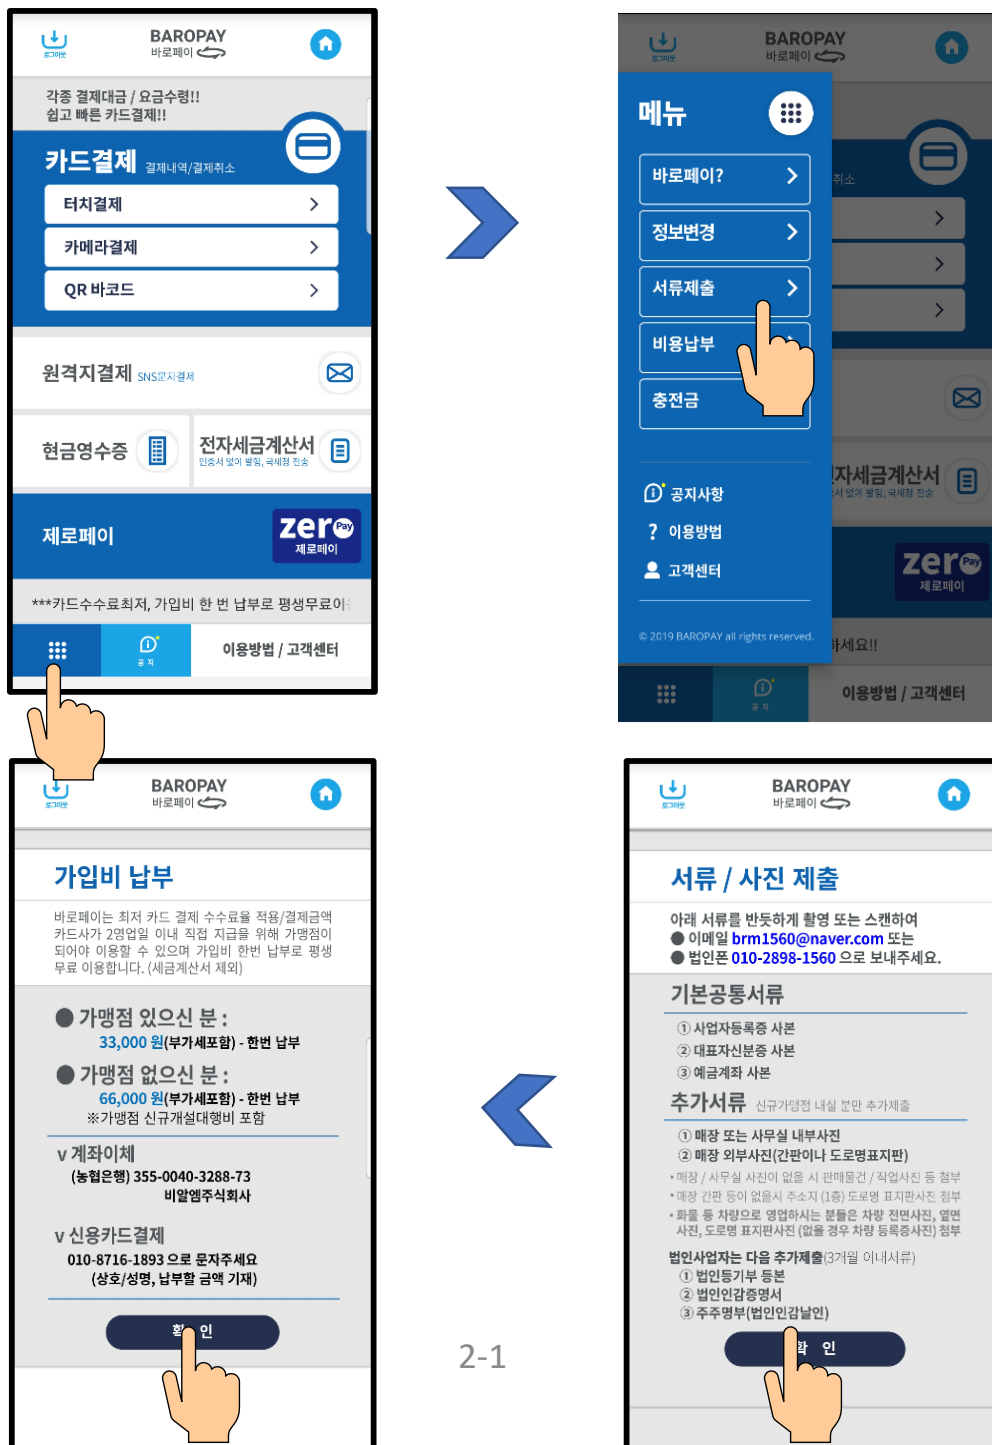 로그아웃
BAROPAY
바로페이
각종 결제대금 / 요금수령!!
쉽고 빠른 카드결제!!
카드결제 결제내역/결제취소
터치결제
카메라결제
QR 바코드
원격지결제 SNS문자결제
현금영수증
전자세금계산서
인증서 없이 발행, 국세청 전송
제로페이
zero Pay
제로페이
***카드수수료최저, 가입비 한 번 납부로 평생무료이
공 지
이용방법 / 고객센터
로그아웃
BAROPAY
바로페이
메뉴
바로페이?
취소
정보변경
서류제출
비용납부
충전금
자세금계산서
서 없이 발행, 국세청 전송
공지사항
? 이용방법
고객센터
zero Pay
제로페이
© 2019 BAROPAY all rights reserved.
하세요!!
공 지
이용방법 / 고객센터
로그아웃
BAROPAY
바로페이
가입비 납부
바로페이는 최저 카드 결제 수수료율 적용/결제금액
카드사가 2영업일 이내 직접 지급을 위해 가맹점이
되어야 이용할 수 있으며 가입비 한번 납부로 평생
무료 이용합니다. (세금계산서 제외)
● 가맹점 있으신 분 :
33,000 원(부가세포함) - 한번 납부
● 가맹점 없으신 분 :
66,000 원(부가세포함) - 한번 납부
※가맹점 신규개설대행비 포함
v 계좌이체
(농협은행) 355-0040-3288-73
비알엠주식회사
v 신용카드결제
010-8716-1893 으로 문자주세요
(상호/성명, 납부할 금액 기재)
확 인
로그아웃
BAROPAY
바로페이
서류 / 사진 제출
아래 서류를 반듯하게 촬영 또는 스캔하여
● 이메일 brm1560@naver.com 또는
● 법인폰 010-2898-1560 으로 보내주세요.
기본공통서류
① 사업자등록증 사본
② 대표자신분증 사본
③ 예금계좌 사본
추가서류 신규가맹점 내실 분만 추가제출
① 매장 또는 사무실 내부사진
② 매장 외부사진(간판이나 도로명표지판)
• 매장 / 사무실 사진이 없을 시 판매물건 / 작업사진 등 첨부
• 매장 간판 등이 없을시 주소지 (1층) 도로명 표지판사진 첨부
• 화물 등 차량으로 영업하시는 분들은 차량 전면사진, 옆면
사진, 도로명 표지판사진 (없을 경우 차량 등록증사진) 첨부
법인사업자는 다음 추가제출(3개월 이내서류)
① 법인등기부 등본
② 법인인감증명서
③ 주주명부(법인인감날인)
확 인
2-1